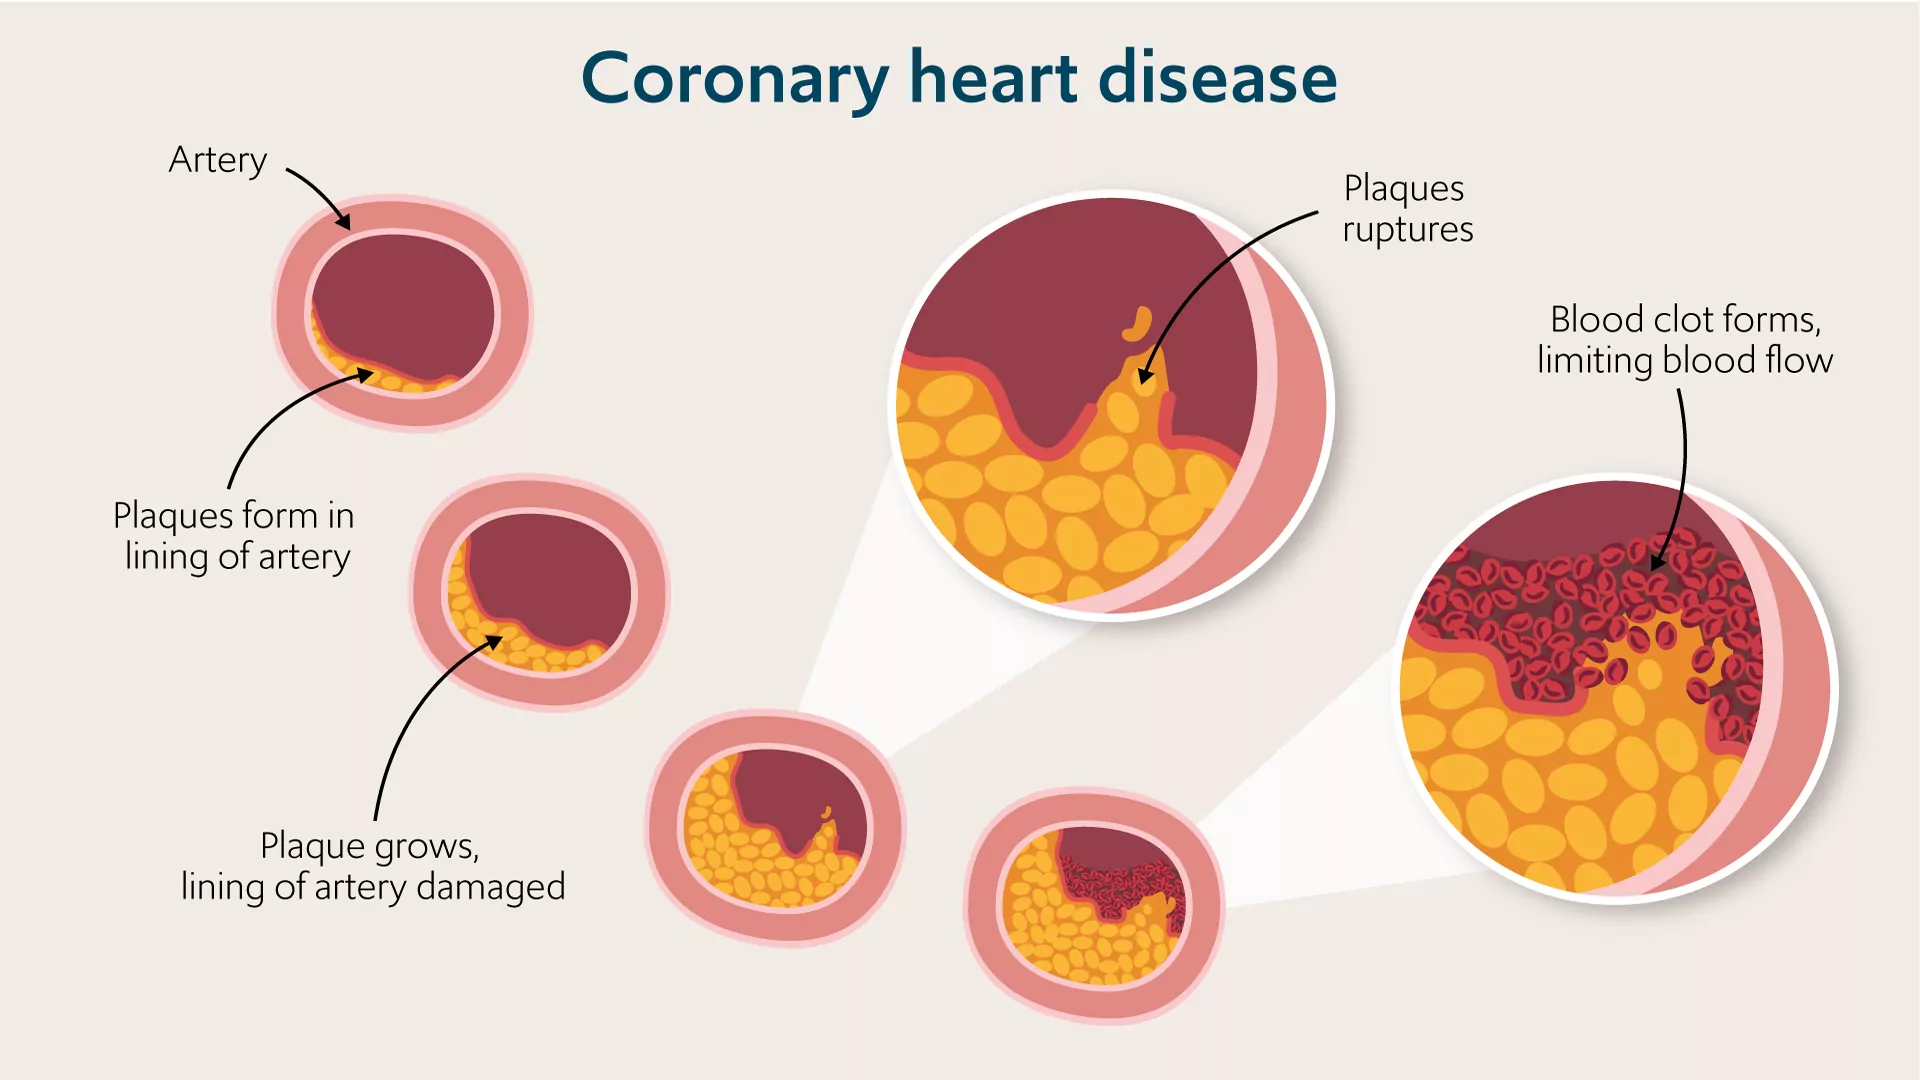 Coronary heart disease
Artery
Plaques form in
lining of artery
Plaque grows,
lining of artery damaged
Plaques
ruptures
Blood clot forms,
limiting blood flow